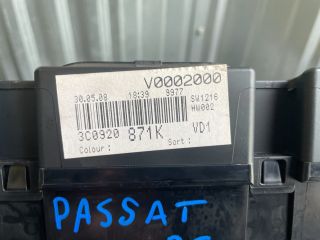 V0002000
30.05.08 18:39 9977
SW1216
HW002
3C0920 871K VD1
Colour: Sort:
PASSAT